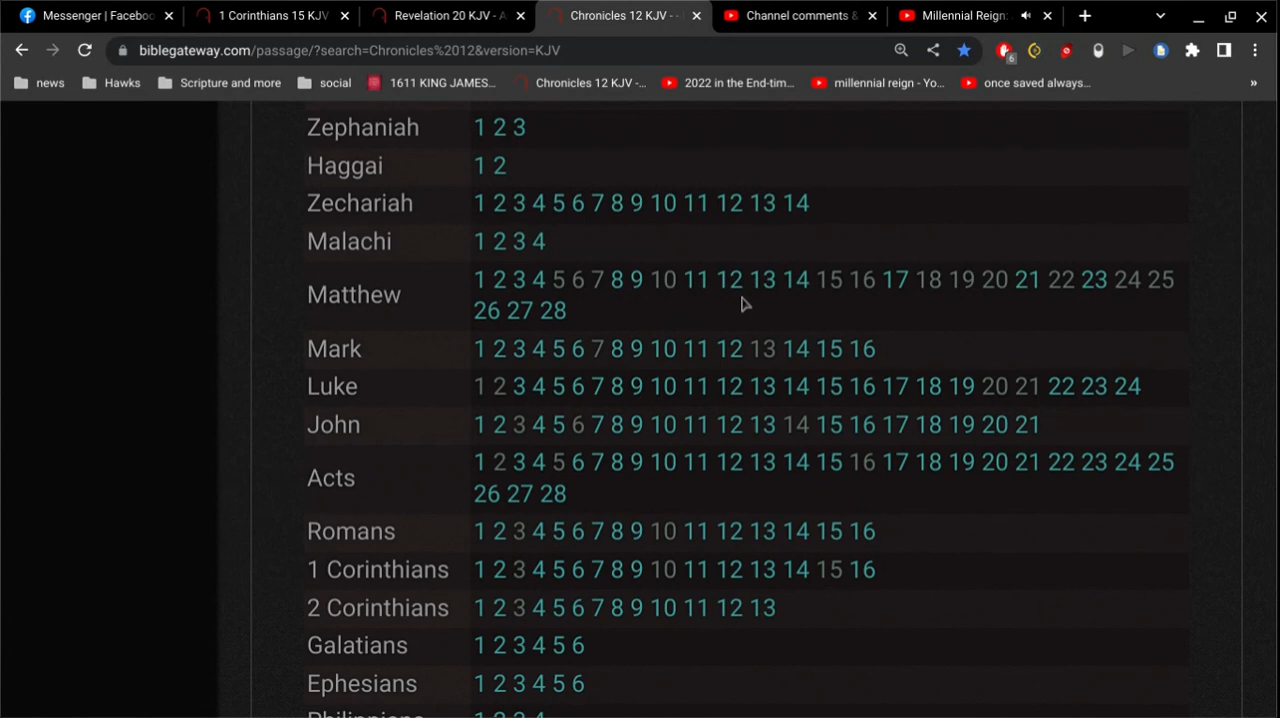 Messenger | Faceboo
1 Corinthians 15 KJV -
Revelation 20 KJV - A
Chronicles 12 KJV - -
Channel comments &
Millennial Reign:
biblegateway.com/passage/?search=Chronicles%2012&version=KJV
6
news
Hawks
Scripture and more
social
1611 KING JAMES...
Chronicles 12 KJV -...
2022 in the End-tim...
millennial reign - Yo...
once saved always...
»
Zephaniah 1 2 3
Haggai 1 2
Zechariah 1 2 3 4 5 6 7 8 9 10 11 12 13 14
Malachi 1 2 3 4
Matthew 1 2 3 4 5 6 7 8 9 10 11 12 13 14 15 16 17 18 19 20 21 22 23 24 25
26 27 28
Mark 1 2 3 4 5 6 7 8 9 10 11 12 13 14 15 16
Luke 1 2 3 4 5 6 7 8 9 10 11 12 13 14 15 16 17 18 19 20 21 22 23 24
John 1 2 3 4 5 6 7 8 9 10 11 12 13 14 15 16 17 18 19 20 21
Acts 1 2 3 4 5 6 7 8 9 10 11 12 13 14 15 16 17 18 19 20 21 22 23 24 25
26 27 28
Romans 1 2 3 4 5 6 7 8 9 10 11 12 13 14 15 16
1 Corinthians 1 2 3 4 5 6 7 8 9 10 11 12 13 14 15 16
2 Corinthians 1 2 3 4 5 6 7 8 9 10 11 12 13
Galatians 1 2 3 4 5 6
Ephesians 1 2 3 4 5 6
Philippians 1 2 3 4